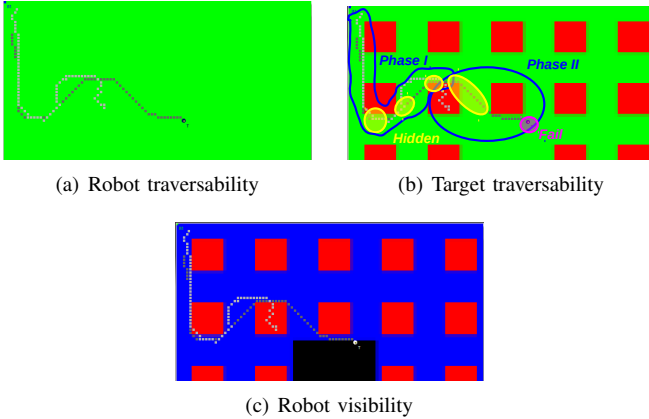 Phase I
Phase II
Hidden
Fail
(a) Robot traversability
(b) Target traversability
T
(c) Robot visibility